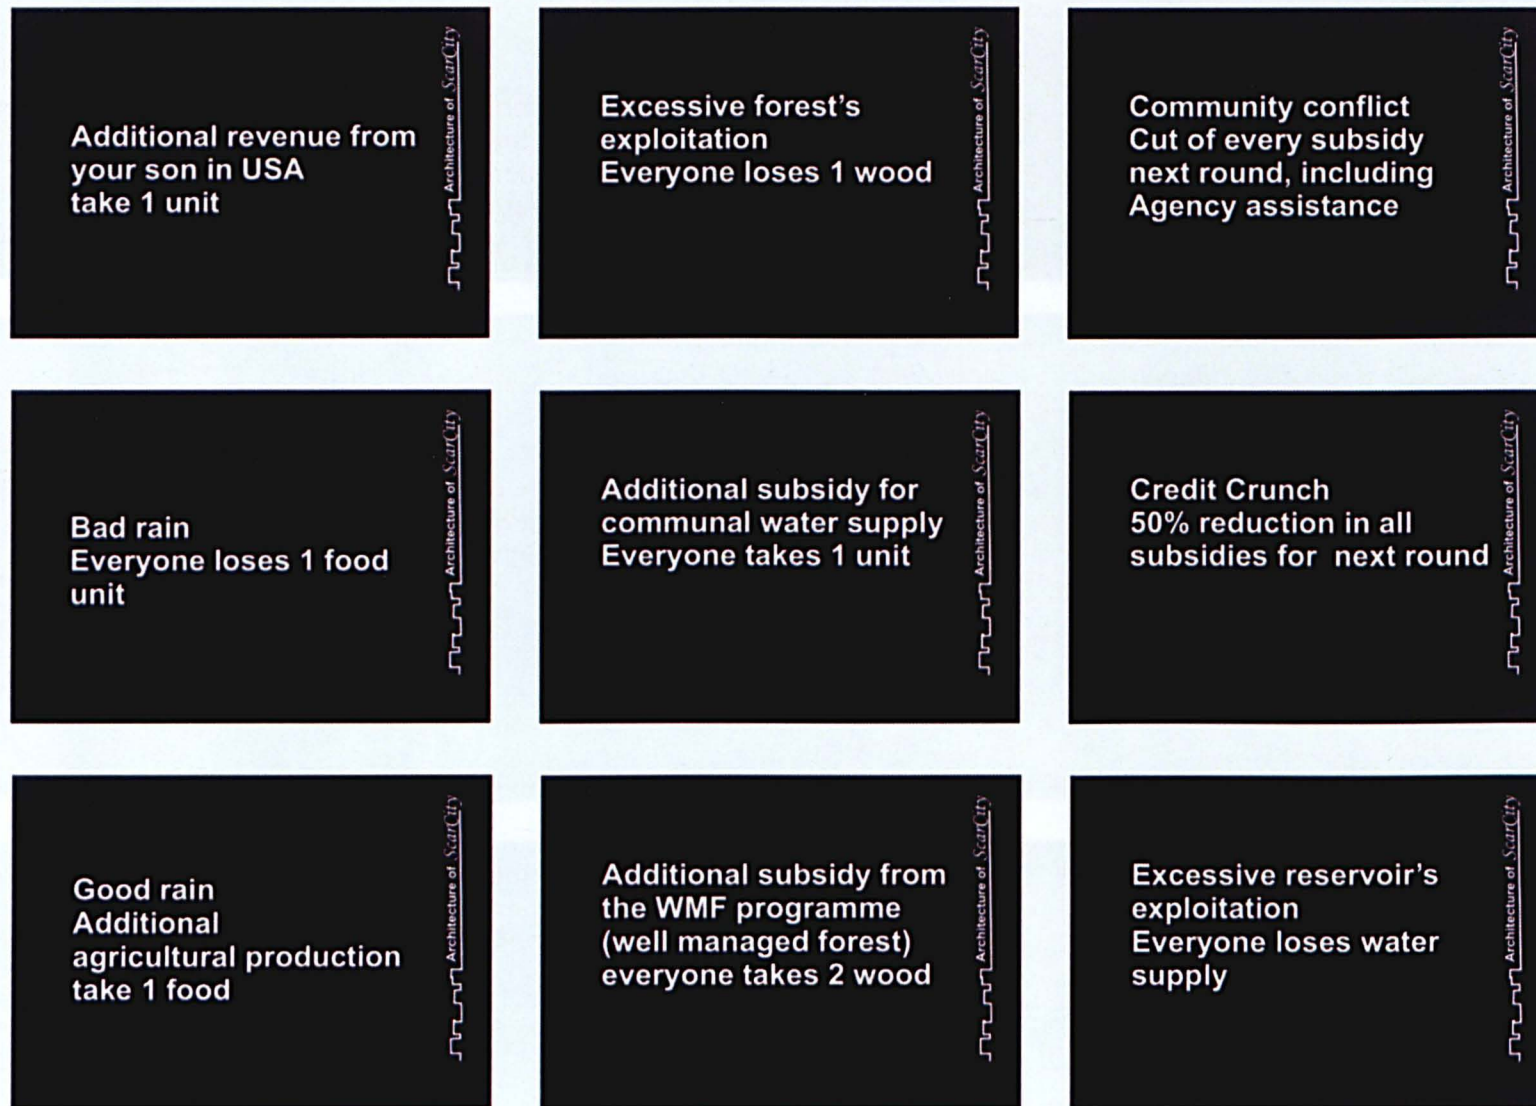 Additional revenue from
your son in USA
take 1 unit
Architecture of ScarCity
Excessive forest's
exploitation
Everyone loses 1 wood
Architecture of ScarCity
Community conflict
Cut of every subsidy
next round, including
Agency assistance
Architecture of ScarCity
Bad rain
Everyone loses 1 food
unit
Architecture of ScarCity
Additional subsidy for
communal water supply
Everyone takes 1 unit
Architecture of ScarCity
Credit Crunch
50% reduction in all
subsidies for next round
Architecture of ScarCity
Good rain
Additional
agricultural production
take 1 food
Architecture of ScarCity
Additional subsidy from
the WMF programme
(well managed forest)
everyone takes 2 wood
Architecture of ScarCity
Excessive reservoir's
exploitation
Everyone loses water
supply
Architecture of ScarCity